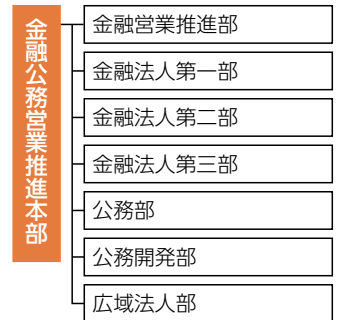 金融公務営業推進本部
金融営業推進部
金融法人第一部
金融法人第二部
金融法人第三部
公務部
公務開発部
広域法人部